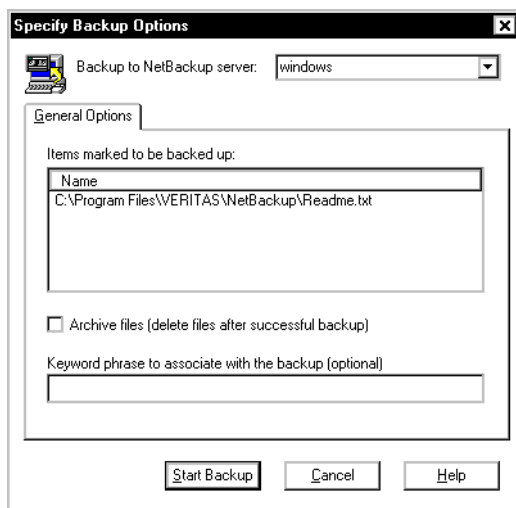 Specify Backup Options
Backup to NetBackup server: windows
General Options
Items marked to be backed up:
Name
C:\Program Files\VERITAS\NetBackup\Readme.txt
Archive files (delete files after successful backup)
Keyword phrase to associate with the backup (optional)
Start Backup Cancel Help